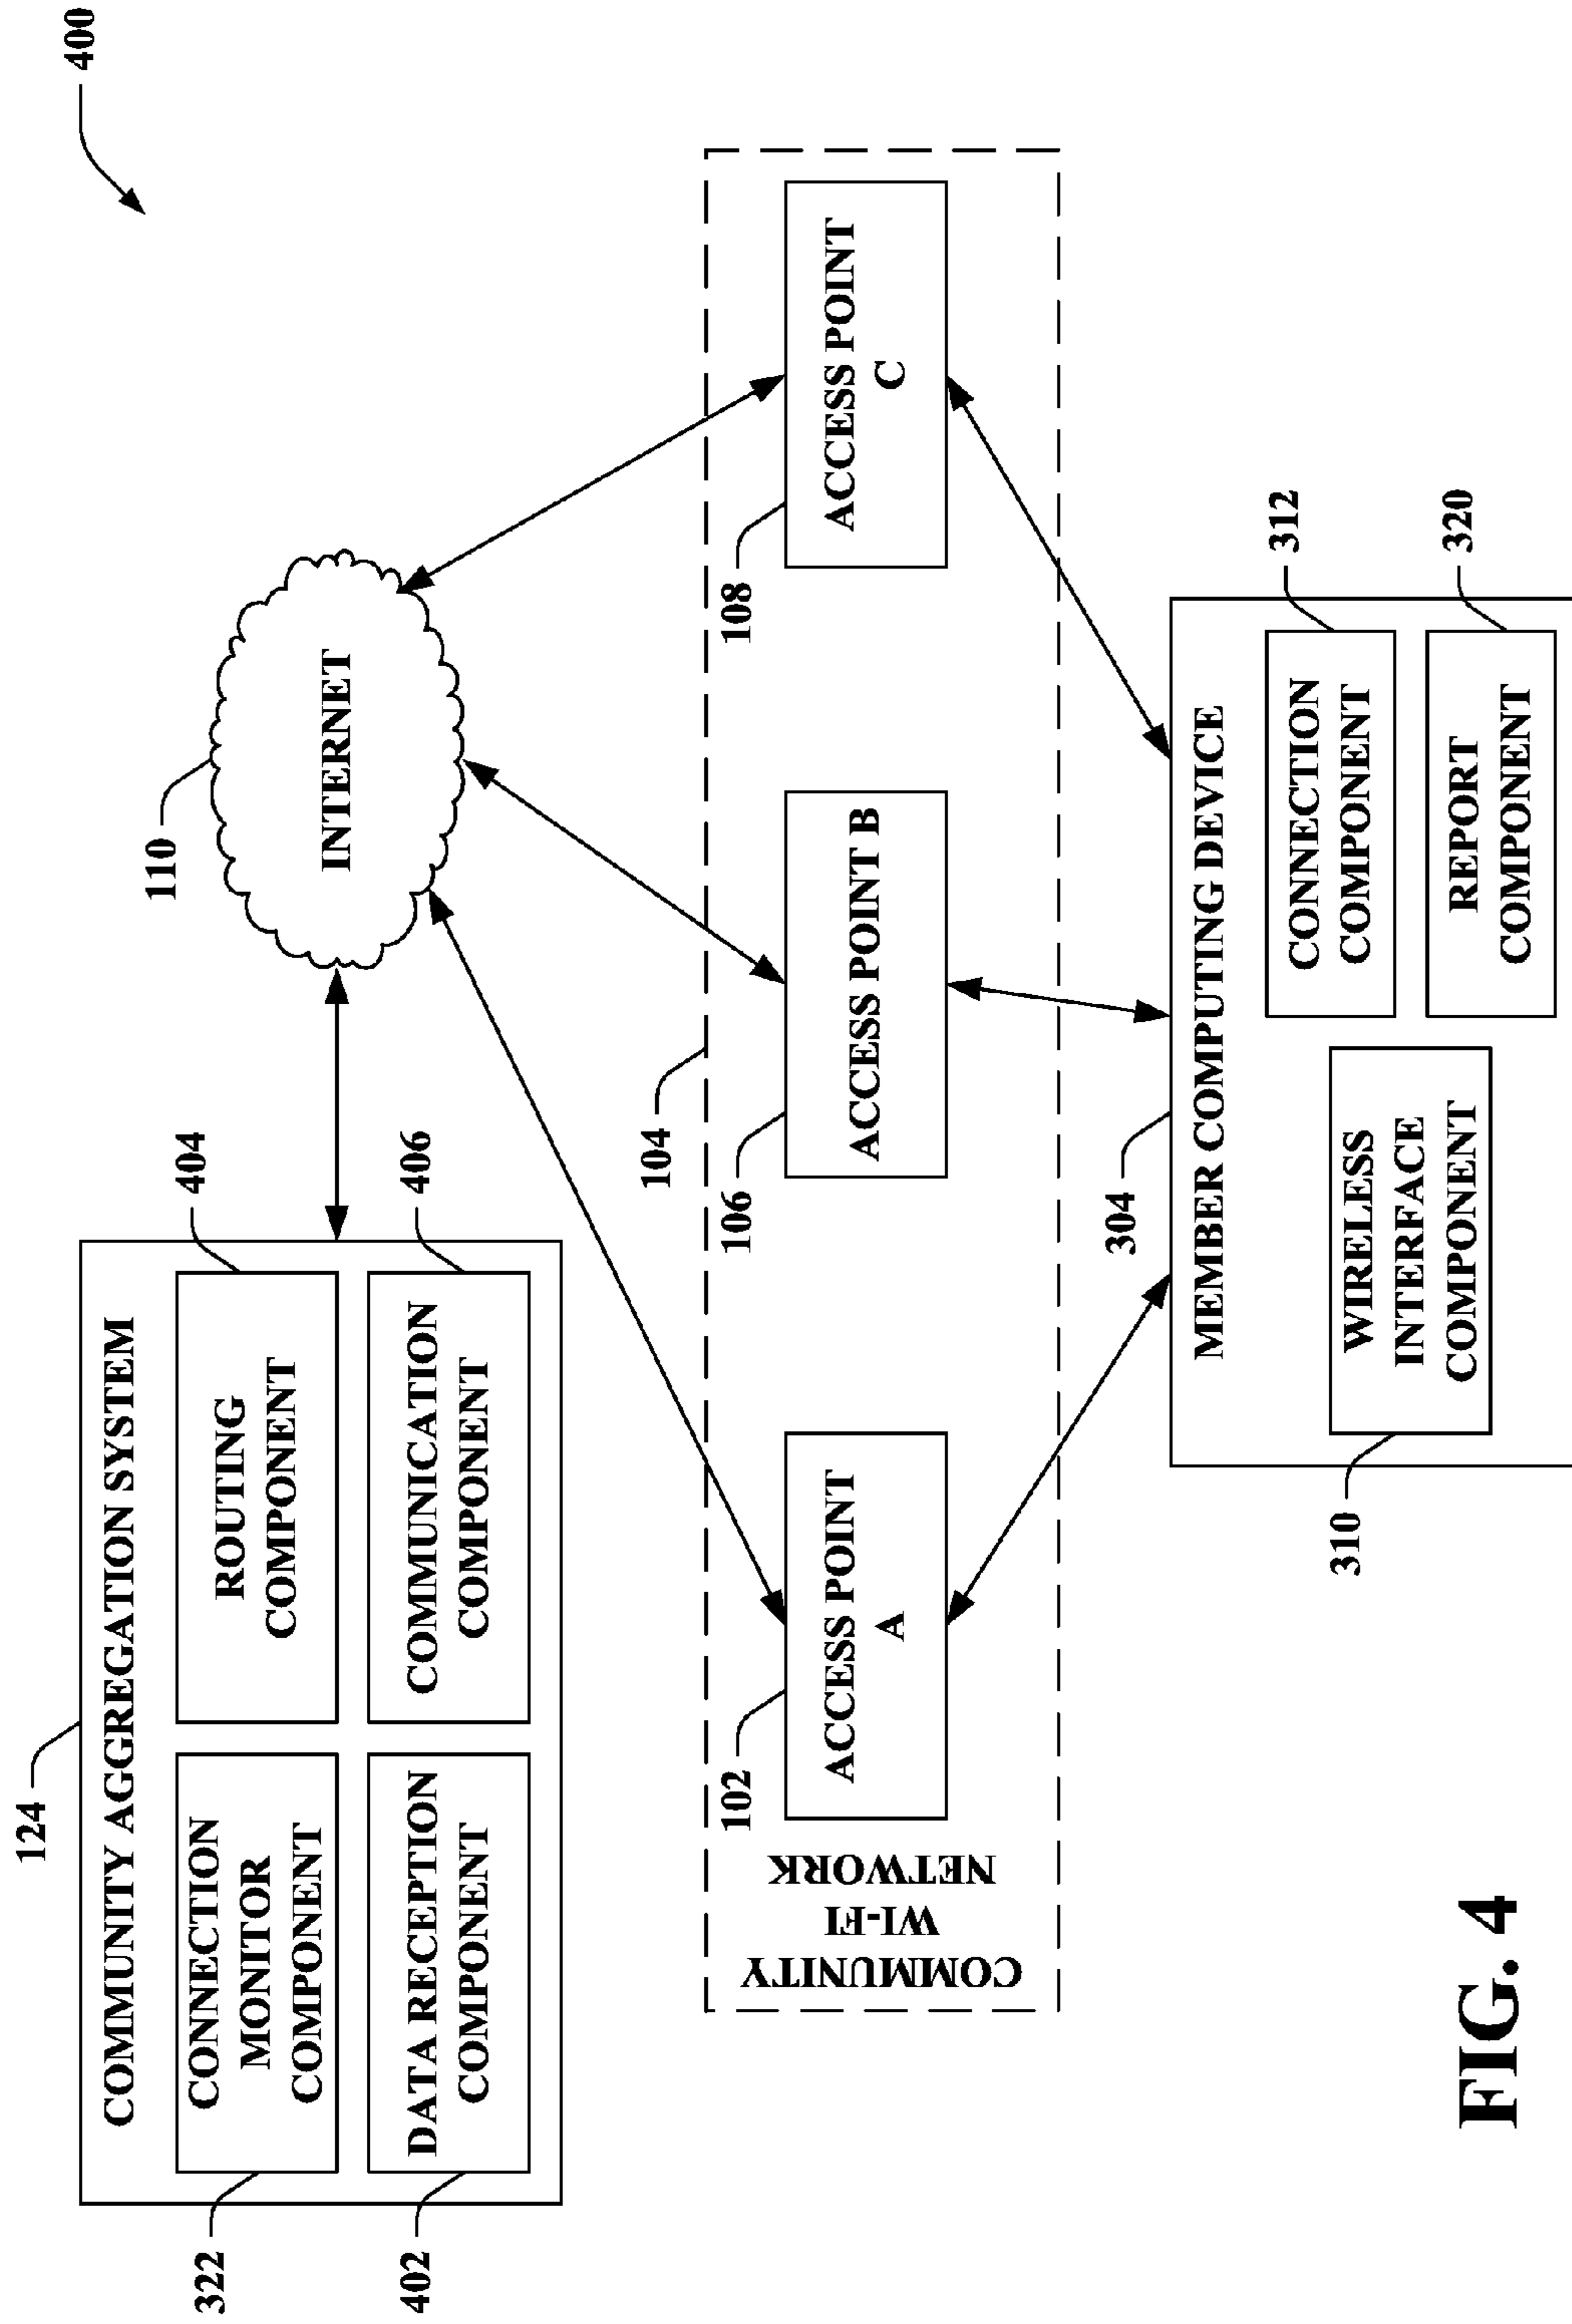 400
124
COMMUNITY AGGREGATION SYSTEM
322
CONNECTION
MONITOR
COMPONENT
404
ROUTING
COMPONENT
402
DATA RECEPTION
COMPONENT
406
COMMUNICATION
COMPONENT
110
INTERNET
104
COMMUNITY
WI-FI
NETWORK
102
ACCESS POINT
A
106
ACCESS POINT B
108
ACCESS POINT
C
304
MEMBER COMPUTING DEVICE
310
WIRELESS
INTERFACE
COMPONENT
312
CONNECTION
COMPONENT
320
REPORT
COMPONENT
FIG. 4